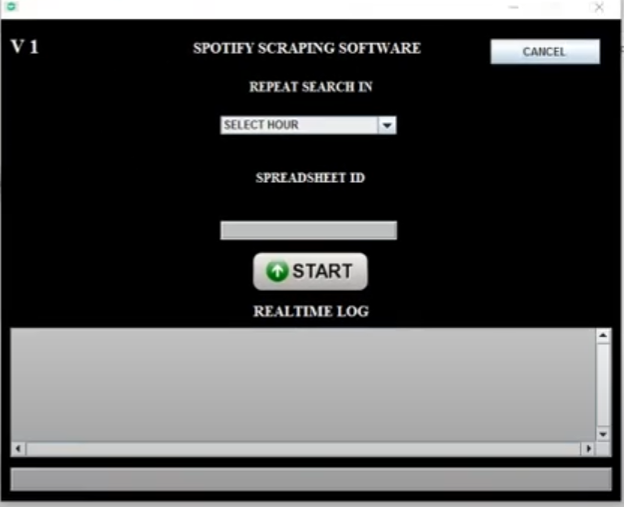 V 1
SPOTIFY SCRAPING SOFTWARE
CANCEL
REPEAT SEARCH IN
SELECT HOUR
SPREADSHEET ID
START
REALTIME LOG